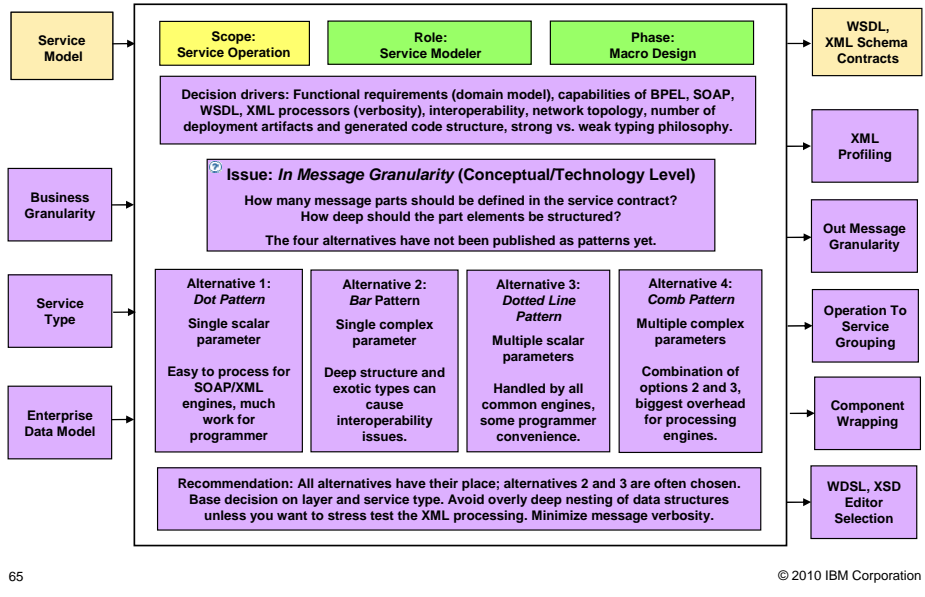 Service
Model
Business
Granularity
Service
Type
Enterprise
Data Model
Scope:
Service Operation
Role:
Service Modeler
Phase:
Macro Design
Decision drivers: Functional requirements (domain model), capabilities of BPEL, SOAP,
WSDL, XML processors (verbosity), interoperability, network topology, number of
deployment artifacts and generated code structure, strong vs. weak typing philosophy.
? Issue: In Message Granularity (Conceptual/Technology Level)
How many message parts should be defined in the service contract?
How deep should the part elements be structured?
The four alternatives have not been published as patterns yet.
Alternative 1:
Dot Pattern
Single scalar
parameter
Easy to process for
SOAP/XML
engines, much
work for
programmer
Alternative 2:
Bar Pattern
Single complex
parameter
Deep structure and
exotic types can
cause
interoperability
issues.
Alternative 3:
Dotted Line
Pattern
Multiple scalar
parameters
Handled by all
common engines,
some programmer
convenience.
Alternative 4:
Comb Pattern
Multiple complex
parameters
Combination of
options 2 and 3,
biggest overhead
for processing
engines.
Recommendation: All alternatives have their place; alternatives 2 and 3 are often chosen.
Base decision on layer and service type. Avoid overly deep nesting of data structures
unless you want to stress test the XML processing. Minimize message verbosity.
WSDL,
XML Schema
Contracts
XML
Profiling
Out Message
Granularity
Operation To
Service
Grouping
Component
Wrapping
WDSL, XSD
Editor
Selection
65
© 2010 IBM Corporation